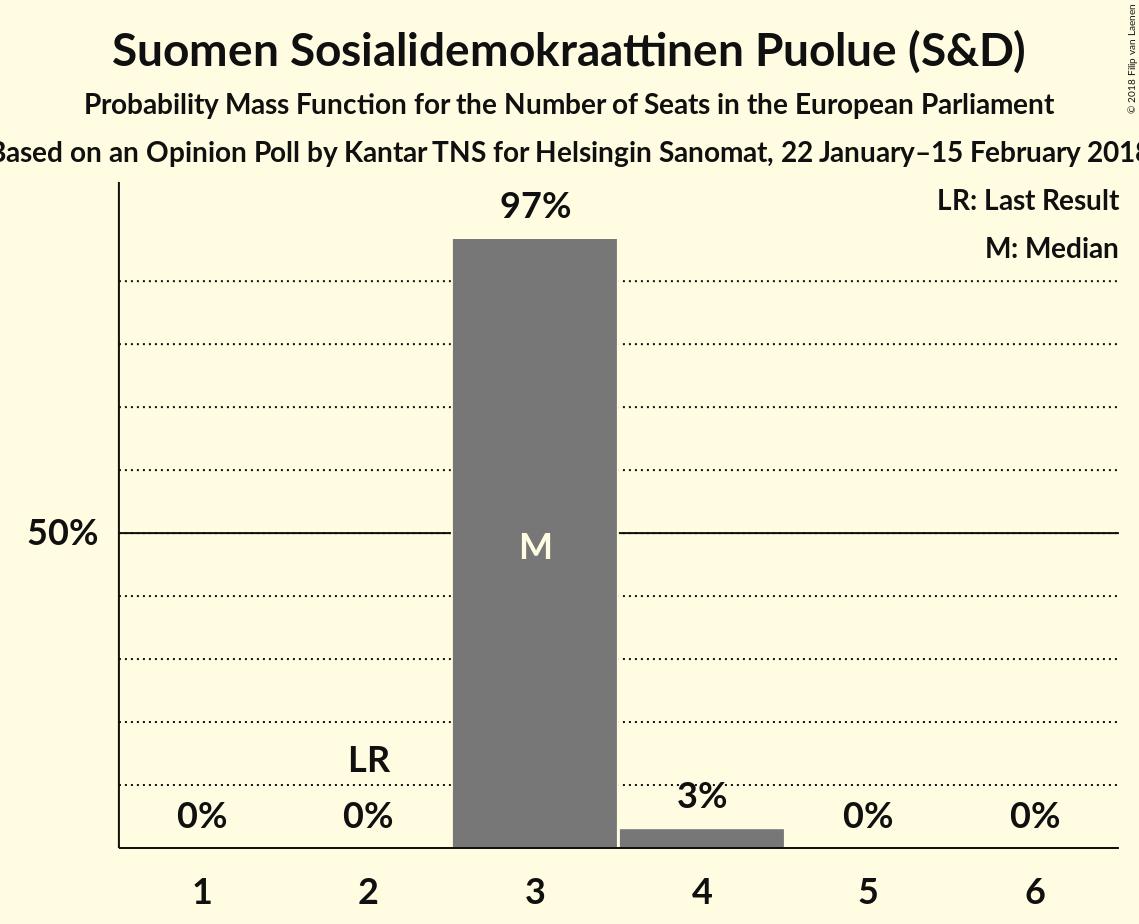 Suomen Sosialidemokraattinen Puolue (S&D)
Probability Mass Function for the Number of Seats in the European Parliament
Based on an Opinion Poll by Kantar TNS for Helsingin Sanomat, 22 January–15 February 2018
© 2018 Filip van Laenen
LR: Last Result
M: Median
97%
50%
M
LR
0%
0%
3%
0%
0%
1
2
3
4
5
6